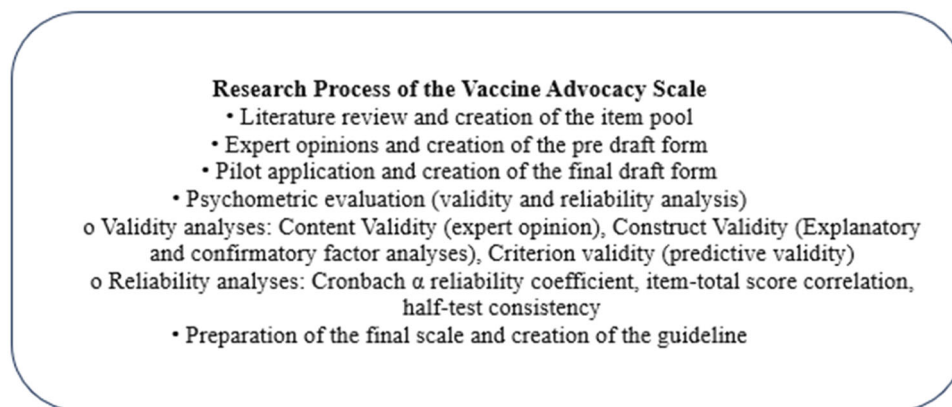 Research Process of the Vaccine Advocacy Scale
• Literature review and creation of the item pool
• Expert opinions and creation of the pre draft form
• Pilot application and creation of the final draft form
• Psychometric evaluation (validity and reliability analysis)
o Validity analyses: Content Validity (expert opinion), Construct Validity (Explanatory
and confirmatory factor analyses), Criterion validity (predictive validity)
o Reliability analyses: Cronbach α reliability coefficient, item-total score correlation,
half-test consistency
• Preparation of the final scale and creation of the guideline